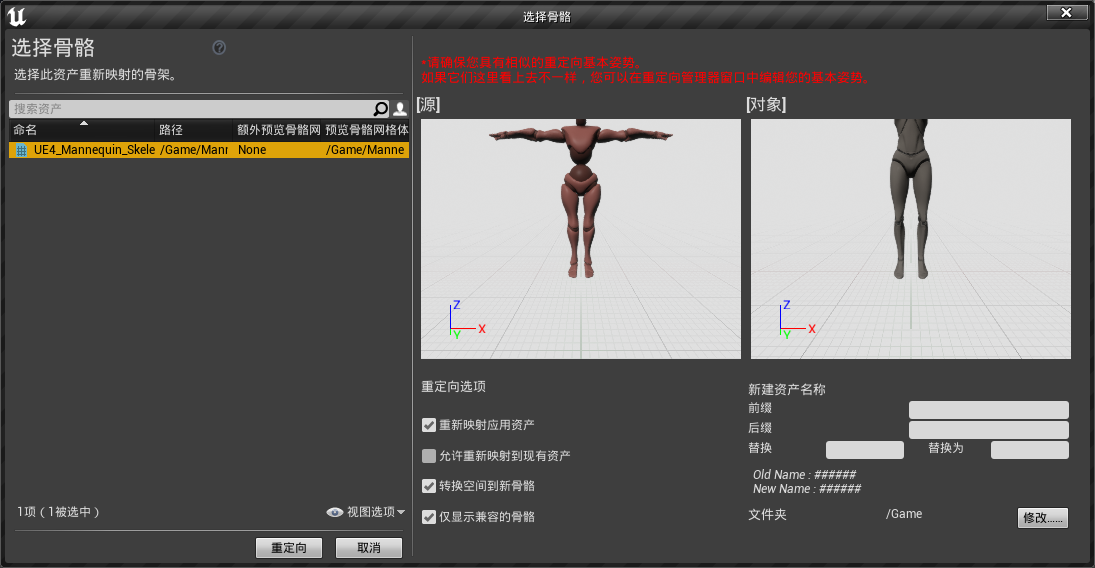 选择骨骼
选择骨骼
选择此资产重新映射的骨架。
搜索资产
命名 路径 额外预览骨骼网 预览骨骼网格体
UE4_Mannequin_Skele /Game/Mann None /Game/Manne
1项（1被选中）
视图选项
重定向 取消
*请确保您具有相似的重定向基本姿势。
如果它们这里看上去不一样，您可以在重定向管理器窗口中编辑您的基本姿势。
[源] [对象]
Z X Y
Z X Y
重定向选项
重新映射应用资产
允许重新映射到现有资产
转换空间到新骨骼
仅显示兼容的骨骼
新建资产名称
前缀
后缀
替换 替换为
Old Name : ######
New Name : ######
文件夹 /Game
修改......